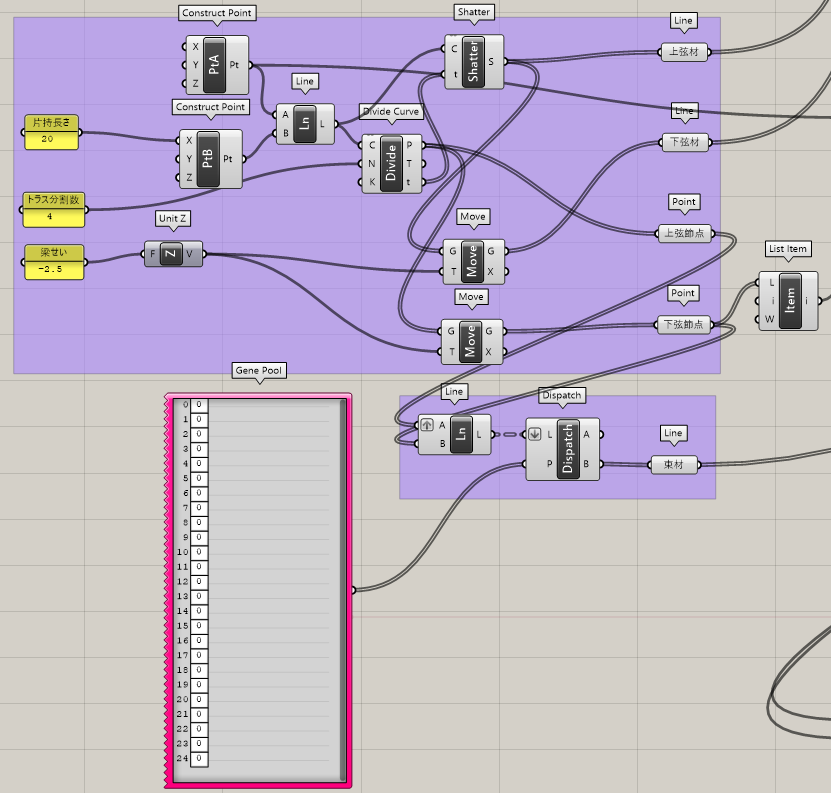 Construct Point
X
Y
Z
PtA
Pt
Shatter
C
t
Shatter
S
Line
上弦材
Line
A
B
Ln
L
Construct Point
X
Y
Z
PtB
Pt
片持長さ
20
Divide Curve
C
N
K
Divide
P
T
t
Line
下弦材
トラス分割数
4
Unit Z
F
Z
V
梁せい
-2.5
Move
G
T
Move
G
X
Point
上弦節点
Move
G
T
Move
G
X
Point
下弦節点
List Item
L
i
W
Item
i
Gene Pool
0 0
1 0
2 0
3 0
4 0
5 0
6 0
7 0
8 0
9 0
10 0
11 0
12 0
13 0
14 0
15 0
16 0
17 0
18 0
19 0
20 0
21 0
22 0
23 0
24 0
Line
A
B
Ln
L
Dispatch
L
P
Dispatch
A
B
Line
束材